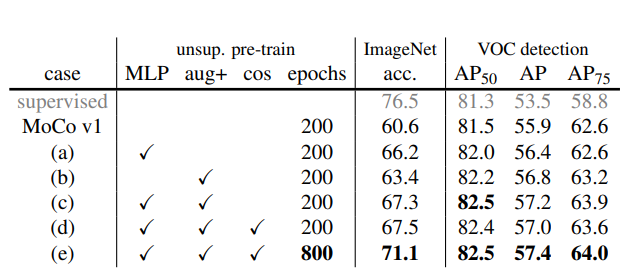 unsup. pre-train ImageNet VOC detection
case MLP aug+ cos epochs acc. AP50 AP AP75
supervised 76.5 81.3 53.5 58.8
MoCo v1 200 60.6 81.5 55.9 62.6
(a) ✓ 200 66.2 82.0 56.4 62.6
(b) ✓ 200 63.4 82.2 56.8 63.2
(c) ✓ ✓ 200 67.3 82.5 57.2 63.9
(d) ✓ ✓ ✓ 200 67.5 82.4 57.0 63.6
(e) ✓ ✓ ✓ 800 71.1 82.5 57.4 64.0